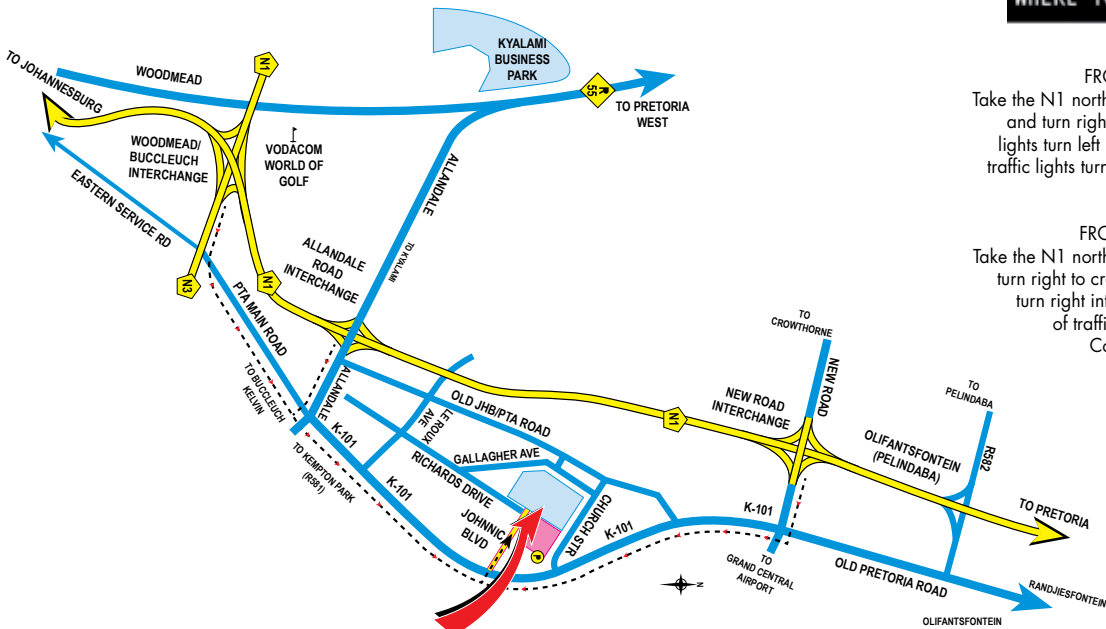 WHERE
FRO
Take the N1 north
and turn righ
lights turn left
traffic lights turn
FRO
Take the N1 north
turn right to cr
turn right int
of traffi
Co
KYALAMI
BUSINESS
PARK
R
55
TO PRETORIA
WEST
TO JOHANNESBURG
WOODMEAD
N1
WOODMEAD/
BUCCLEUCH
INTERCHANGE
VODACOM
WORLD OF
GOLF
EASTERN SERVICE RD
N3
N1
ALLANDALE
TO KYALAMI
ALLANDALE
ROAD
INTERCHANGE
PTA MAIN ROAD
TO BUCCLEUCH
KELVIN
ALLANDALE
K-101
TO KEMPTON PARK
(R581)
K-101
LE ROUX
AVE
OLD JHB/PTA ROAD
GALLAGHER AVE
RICHARDS DRIVE
JOHNNIC
BLVD
P
CHURCH STR
K-101
N1
NEW ROAD
INTERCHANGE
TO
CROWTHORNE
NEW ROAD
K-101
TO
GRAND CENTRAL
AIRPORT
OLIFANTSFONTEIN
(PELINDABA)
TO
PELINDABA
R582
TO PRETORIA
OLD PRETORIA ROAD
RANDJIESFONTEIN
OLIFANTSFONTEIN
N